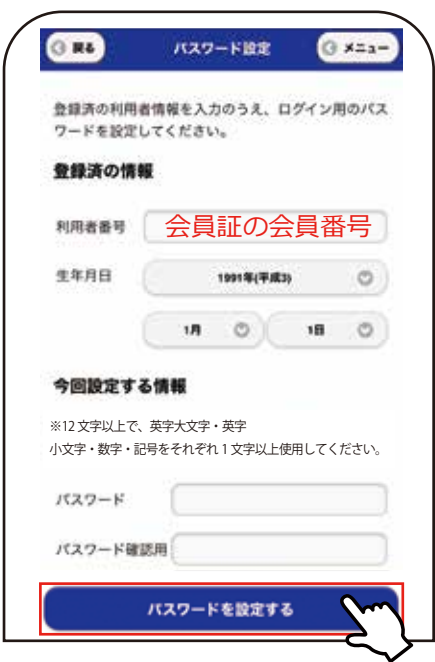 戻る パスワード設定 メニュー
登録済の利用者情報を入力のうえ、ログイン用のパス
ワードを設定してください。
登録済の情報
利用者番号 会員証の会員番号
生年月日 1991年(平成3)
1月 1日
今回設定する情報
※12文字以上で、英字大文字・英字
小文字・数字・記号をそれぞれ1文字以上使用してください。
パスワード
パスワード確認用
パスワードを設定する